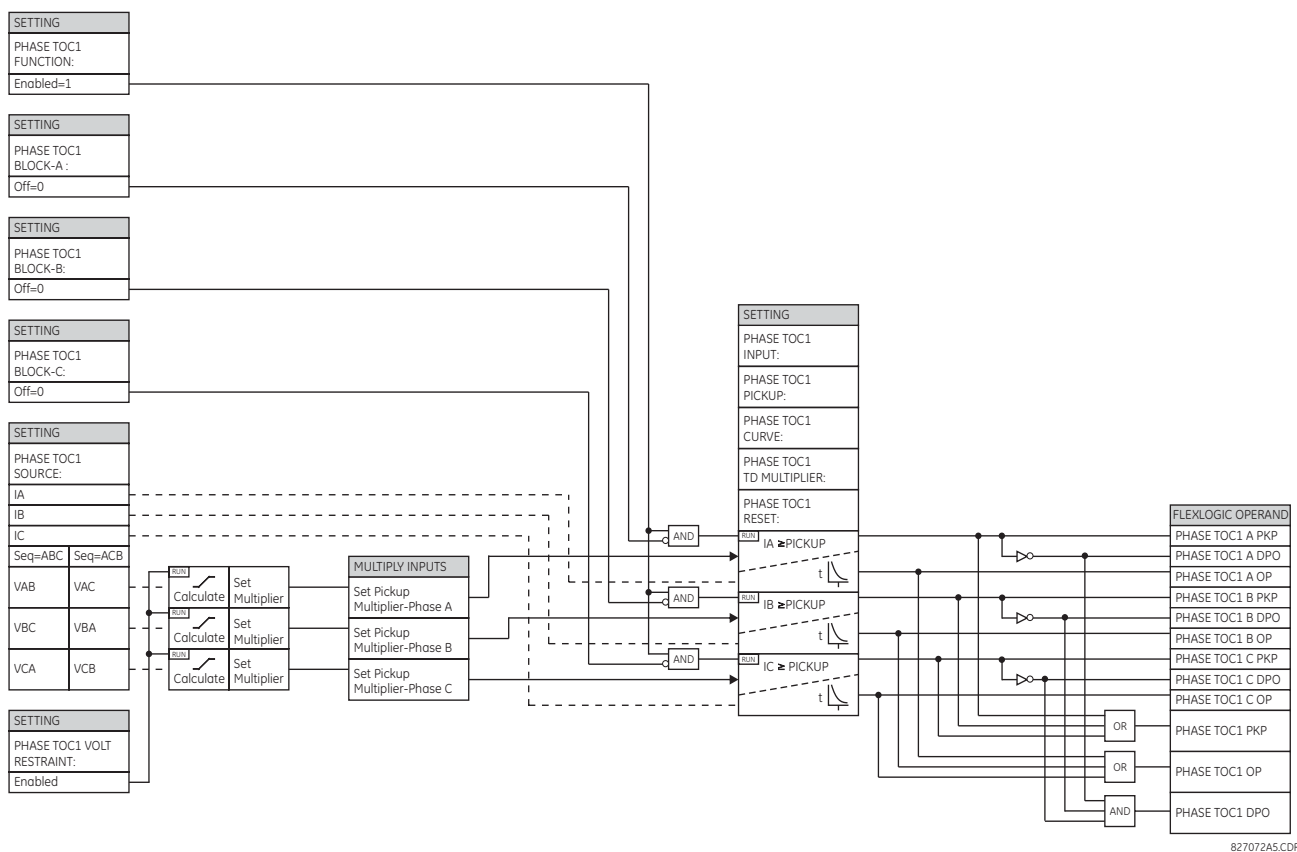 SETTING
PHASE TOC1
FUNCTION:
Enabled=1
SETTING
PHASE TOC1
BLOCK-A :
Off=0
SETTING
PHASE TOC1
BLOCK-B:
Off=0
SETTING
PHASE TOC1
BLOCK-C:
Off=0
SETTING
PHASE TOC1
SOURCE:
IA
IB
IC
Seq=ABC Seq=ACB
VAB VAC
VBC VBA
VCA VCB
SETTING
PHASE TOC1 VOLT
RESTRAINT:
Enabled
RUN
Calculate
Set
Multiplier
RUN
Calculate
Set
Multiplier
RUN
Calculate
Set
Multiplier
MULTIPLY INPUTS
Set Pickup
Multiplier-Phase A
Set Pickup
Multiplier-Phase B
Set Pickup
Multiplier-Phase C
AND
AND
AND
SETTING
PHASE TOC1
INPUT:
PHASE TOC1
PICKUP:
PHASE TOC1
CURVE:
PHASE TOC1
TD MULTIPLIER:
PHASE TOC1
RESET:
RUN IA ≥PICKUP
t
RUN IB ≥PICKUP
t
RUN IC ≥ PICKUP
t
OR
OR
AND
FLEXLOGIC OPERAND
PHASE TOC1 A PKP
PHASE TOC1 A DPO
PHASE TOC1 A OP
PHASE TOC1 B PKP
PHASE TOC1 B DPO
PHASE TOC1 B OP
PHASE TOC1 C PKP
PHASE TOC1 C DPO
PHASE TOC1 C OP
PHASE TOC1 PKP
PHASE TOC1 OP
PHASE TOC1 DPO
827072A5.CDR